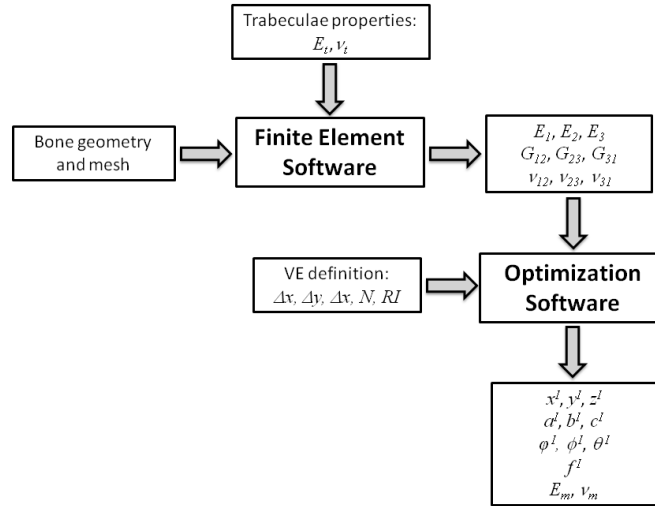 Trabeculae properties:
E_t, ν_t
Bone geometry
and mesh
Finite Element
Software
E_1, E_2, E_3
G_12, G_23, G_31
ν_12, ν_23, ν_31
VE definition:
Δx, Δy, Δx, N, RI
Optimization
Software
x^I, y^I, z^I
a^I, b^I, c^I
φ^I, ϕ^I, θ^I
f^I
E_m, ν_m